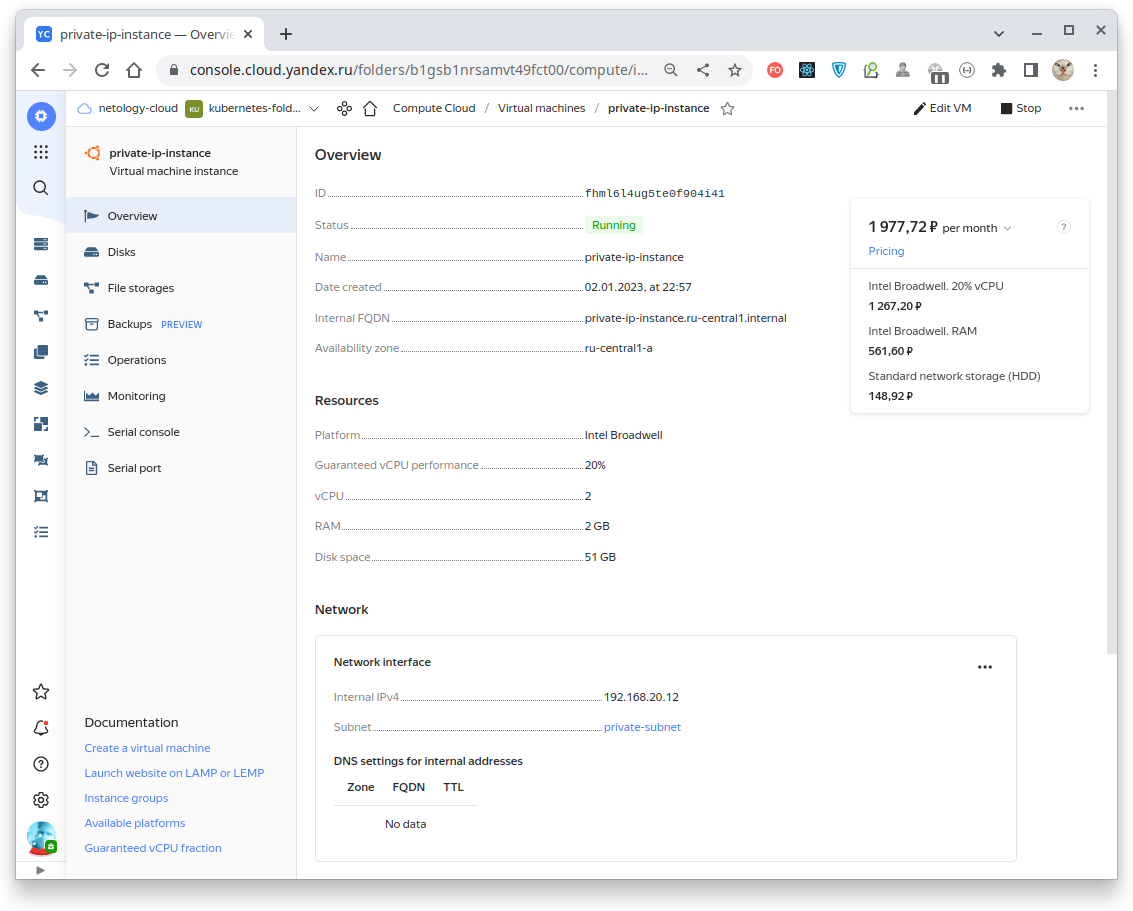 YC private-ip-instance — Overvie
console.cloud.yandex.ru/folders/b1gsb1nrsamvt49fct00/compute/i...
FO
netology-cloud KU kubernetes-fold... Compute Cloud / Virtual machines / private-ip-instance Edit VM Stop
private-ip-instance
Virtual machine instance
Overview
Disks
File storages
Backups PREVIEW
Operations
Monitoring
Serial console
Serial port
Documentation
Create a virtual machine
Launch website on LAMP or LEMP
Instance groups
Available platforms
Guaranteed vCPU fraction
Overview
ID fhml6l4ug5te0f904i41
Status Running
Name private-ip-instance
Date created 02.01.2023, at 22:57
Internal FQDN private-ip-instance.ru-central1.internal
Availability zone ru-central1-a
1 977,72 ₽ per month ?
Pricing
Intel Broadwell. 20% vCPU
1 267,20 ₽
Intel Broadwell. RAM
561,60 ₽
Standard network storage (HDD)
148,92 ₽
Resources
Platform Intel Broadwell
Guaranteed vCPU performance 20%
vCPU 2
RAM 2 GB
Disk space 51 GB
Network
Network interface
Internal IPv4 192.168.20.12
Subnet private-subnet
DNS settings for internal addresses
Zone FQDN TTL
No data